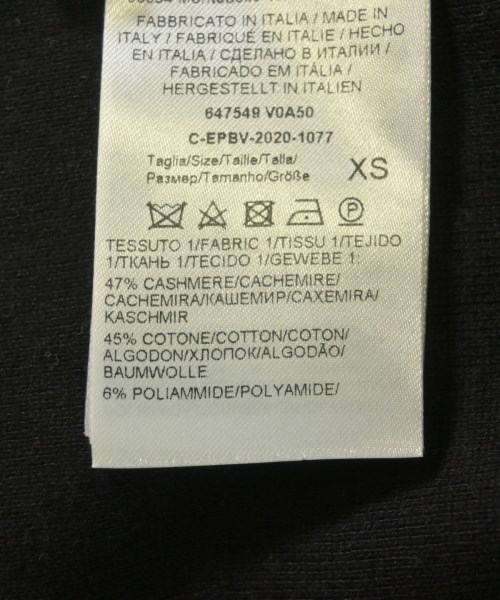 FABBRICATO IN ITALIA / MADE IN
ITALY / FABRIQUÉ EN ITALIE / HECHO
EN ITALIA / СДЕЛАНО В ИТАЛИИ /
FABRICADO EM ITÁLIA /
HERGESTELLT IN ITALIEN
647549 V0A50
C-EPBV-2020-1077
Taglia/Size/Taille/Talla/
Размер/Tamanho/Größe XS
P
TESSUTO 1/FABRIC 1/TISSU 1/TEJIDO
1/ТКАНЬ 1/TECIDO 1/GEWEBE 1:
47% CASHMERE/CACHEMIRE/
CACHEMIRA/КАШЕМИР/CAXEMIRA/
KASCHMIR
45% COTONE/COTTON/COTON/
ALGODON/ХЛОПОК/ALGODÃO/
BAUMWOLLE
6% POLIAMMIDE/POLYAMIDE/